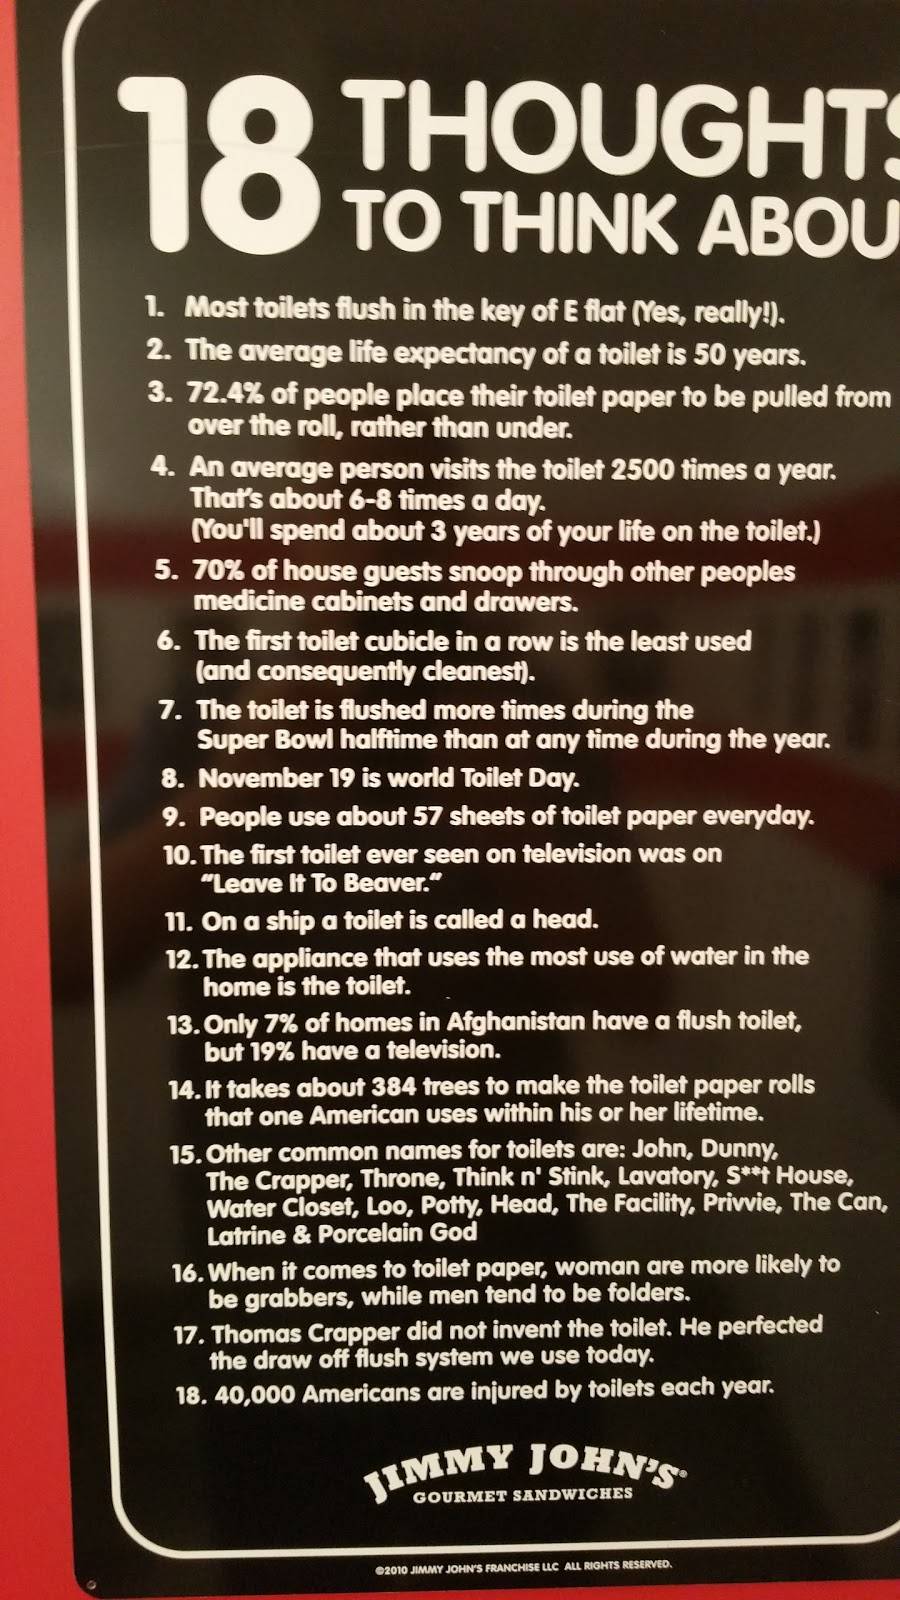 18 THOUGHTS
TO THINK ABOU
1. Most toilets flush in the key of E flat (Yes, really!).
2. The average life expectancy of a toilet is 50 years.
3. 72.4% of people place their toilet paper to be pulled from
over the roll, rather than under.
4. An average person visits the toilet 2500 times a year.
That's about 6-8 times a day.
(You'll spend about 3 years of your life on the toilet.)
5. 70% of house guests snoop through other peoples
medicine cabinets and drawers.
6. The first toilet cubicle in a row is the least used
(and consequently cleanest).
7. The toilet is flushed more times during the
Super Bowl halftime than at any time during the year.
8. November 19 is world Toilet Day.
9. People use about 57 sheets of toilet paper everyday.
10. The first toilet ever seen on television was on
“Leave It To Beaver.”
11. On a ship a toilet is called a head.
12. The appliance that uses the most use of water in the
home is the toilet.
13. Only 7% of homes in Afghanistan have a flush toilet,
but 19% have a television.
14. It takes about 384 trees to make the toilet paper rolls
that one American uses within his or her lifetime.
15. Other common names for toilets are: John, Dunny,
The Crapper, Throne, Think n' Stink, Lavatory, S**t House,
Water Closet, Loo, Potty, Head, The Facility, Privvie, The Can,
Latrine & Porcelain God
16. When it comes to toilet paper, woman are more likely to
be grabbers, while men tend to be folders.
17. Thomas Crapper did not invent the toilet. He perfected
the draw off flush system we use today.
18. 40,000 Americans are injured by toilets each year.
JIMMY JOHN'S®
GOURMET SANDWICHES
©2010 JIMMY JOHN'S FRANCHISE LLC ALL RIGHTS RESERVED.